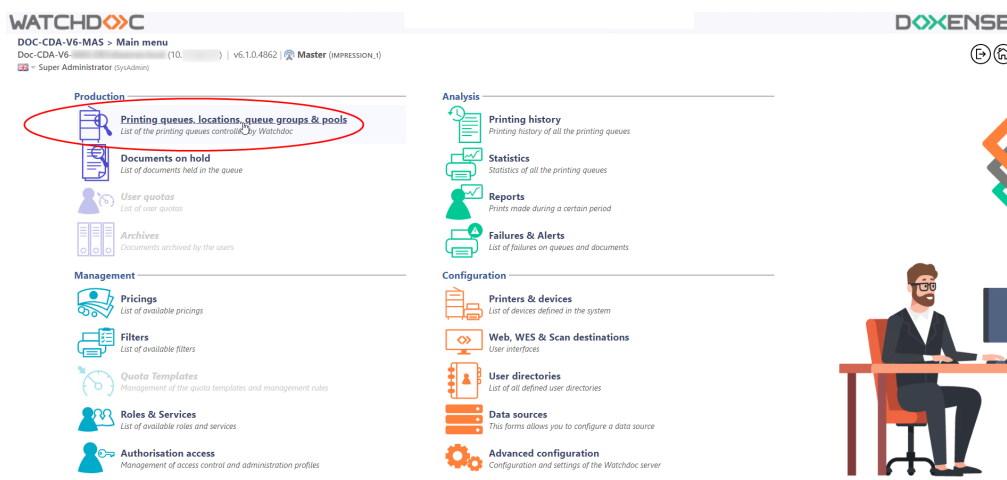 WATCHDOC
DOXENSE
DOC-CDA-V6-MAS > Main menu
Doc-CDA-V6- (10. ) | v6.1.0.4862 | Master (IMPRESSION_1)
Super Administrator (SysAdmin)
Production
Printing queues, locations, queue groups & pools
List of the printing queues controlled by Watchdoc
Documents on hold
List of documents held in the queue
User quotas
List of user quotas
Archives
Documents archived by the users
Analysis
Printing history
Printing history of all the printing queues
Statistics
Statistics of all the printing queues
Reports
Prints made during a certain period
Failures & Alerts
List of failures on queues and documents
Management
Pricings
List of available pricings
Filters
List of available filters
Quota Templates
Management of the quota templates and management rules
Roles & Services
List of available roles and services
Authorisation access
Management of access control and administration profiles
Configuration
Printers & devices
List of devices defined in the system
Web, WES & Scan destinations
User interfaces
User directories
List of all defined user directories
Data sources
This forms allows you to configure a data source
Advanced configuration
Configuration and settings of the Watchdoc server